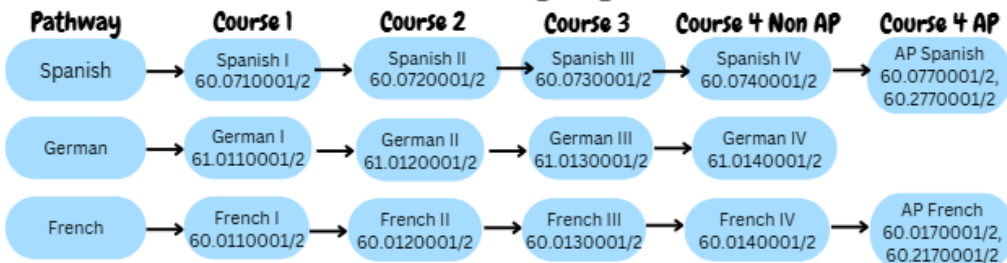 Pathway Course 1 Course 2 Course 3 Course 4 Non AP Course 4 AP
Spanish
Spanish I
60.0710001/2
Spanish II
60.0720001/2
Spanish III
60.0730001/2
Spanish IV
60.0740001/2
AP Spanish
60.0770001/2,
60.2770001/2
German
German I
61.0110001/2
German II
61.0120001/2
German III
61.0130001/2
German IV
61.0140001/2
French
French I
60.0110001/2
French II
60.0120001/2
French III
60.0130001/2
French IV
60.0140001/2
AP French
60.0170001/2,
60.2170001/2